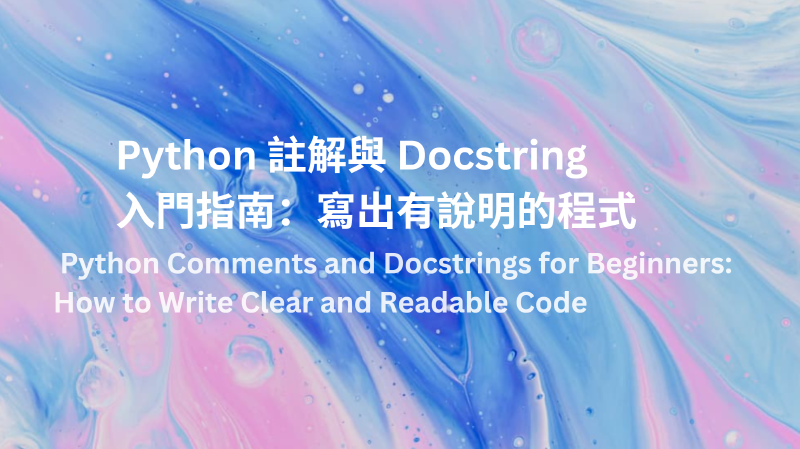 Python 註解與 Docstring
入門指南：寫出有說明的程式
Python Comments and Docstrings for Beginners:
How to Write Clear and Readable Code